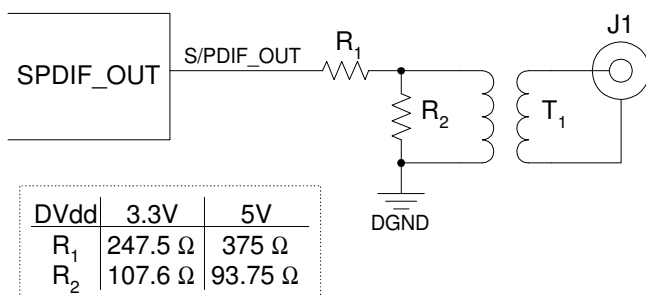 J1
S/PDIF_OUT
R1
SPDIF_OUT
R2
T1
DGND
DVdd 3.3V 5V
R1 247.5 Ω 375 Ω
R2 107.6 Ω 93.75 Ω